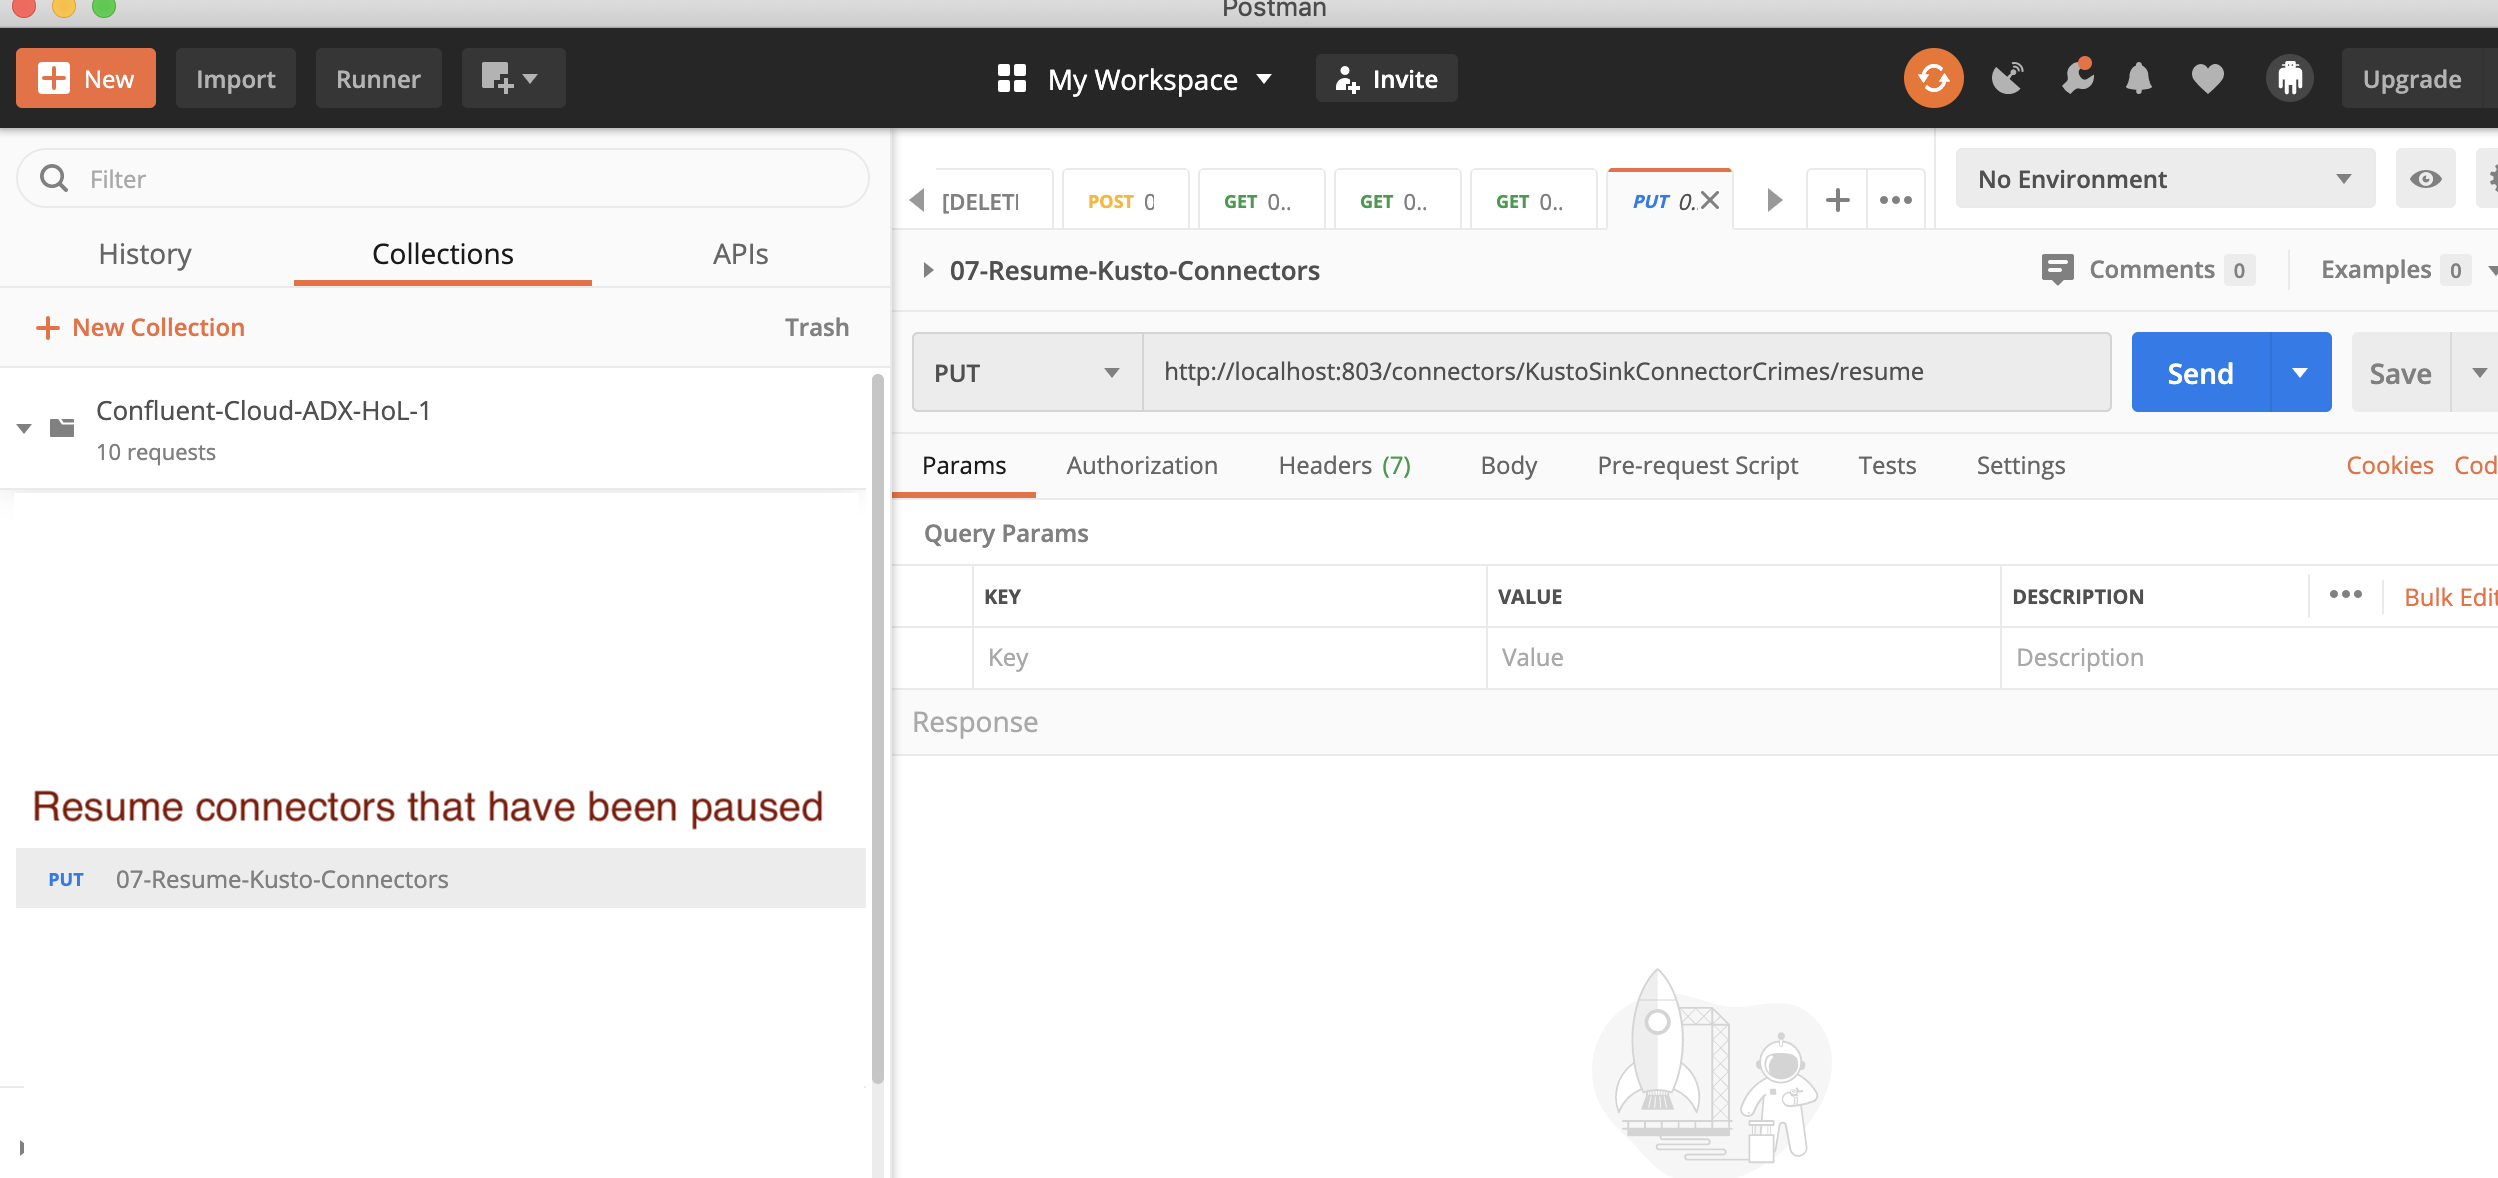 Postman
New
Import
Runner
My Workspace
Invite
Upgrade
Filter
History
Collections
APIs
New Collection
Trash
Confluent-Cloud-ADX-HoL-1
10 requests
Resume connectors that have been paused
PUT 07-Resume-Kusto-Connectors
POST 0
GET 0..
GET 0..
GET 0..
PUT 0.
No Environment
07-Resume-Kusto-Connectors
Comments 0
Examples 0
PUT
http://localhost:803/connectors/KustoSinkConnectorCrimes/resume
Send
Save
Params
Authorization
Headers (7)
Body
Pre-request Script
Tests
Settings
Cookies
Query Params
KEY
VALUE
DESCRIPTION
Bulk Edit
Key
Value
Description
Response